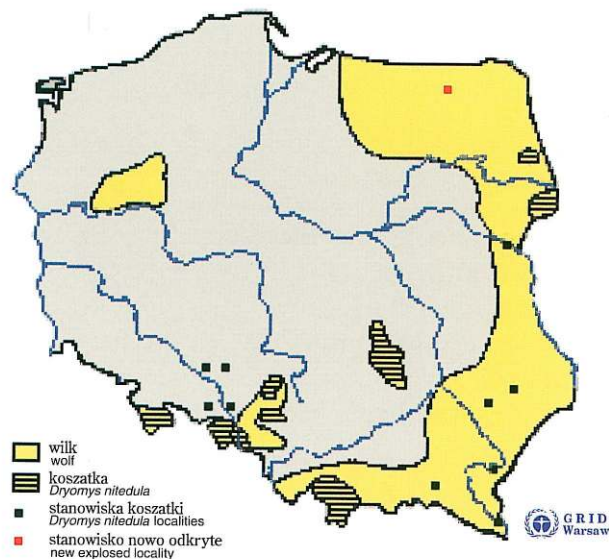 wilk
wolf
koszatka
Dryomys nitedula
stanowiska koszatki
Dryomys nitedula localities
stanowisko nowo odkryte
new explosed locality
GRID
Warsaw